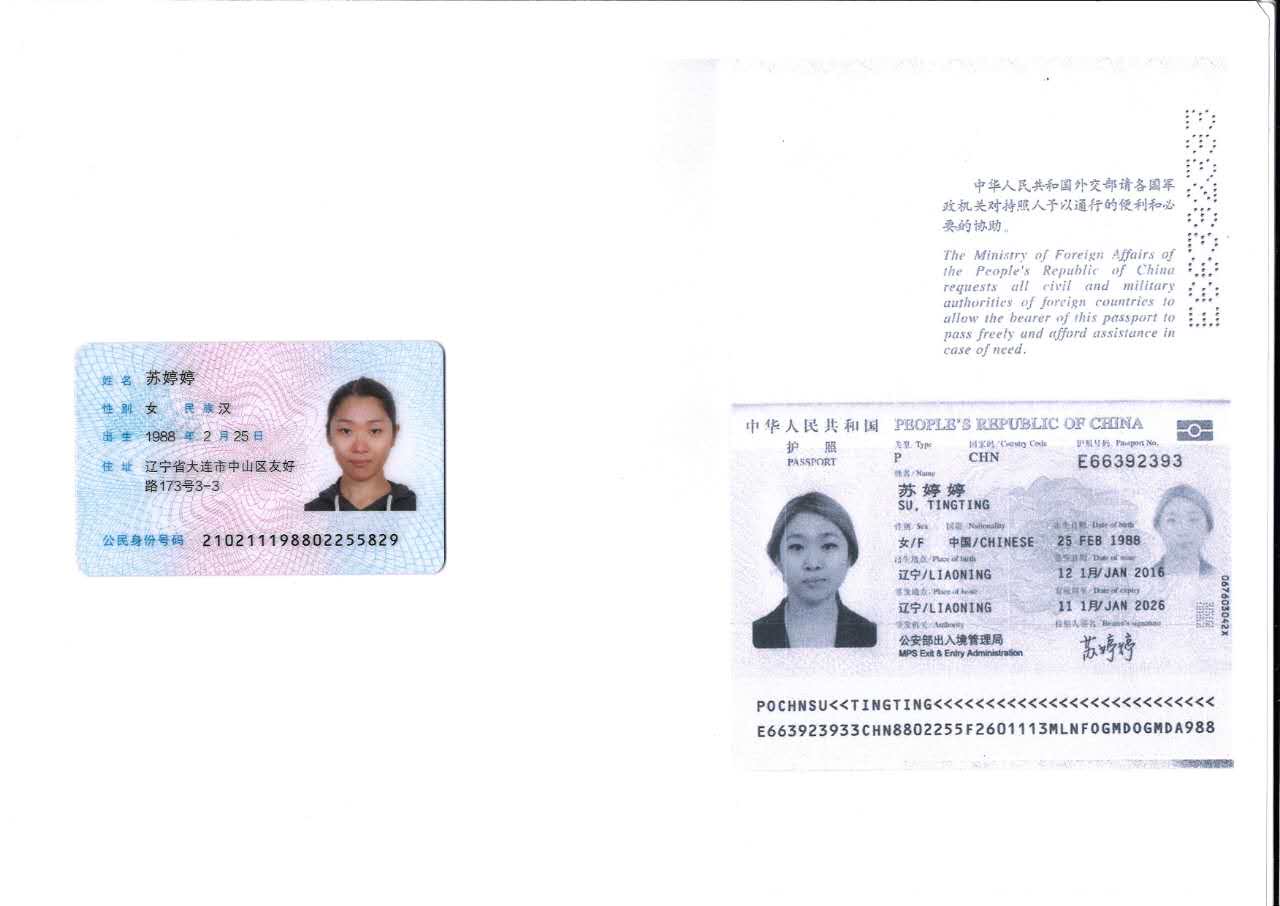 姓名 苏婷婷
性别 女 民族 汉
出生 1988 年 2 月 25 日
住址 辽宁省大连市中山区友好
路173号3-3
公民身份号码 210211198802255829
中华人民共和国外交部请各国军
政机关对持照人予以通行的便利和必
要的协助。
The Ministry of Foreign Affairs of
the People's Republic of China
requests all civil and military
authorities of foreign countries to
allow the bearer of this passport to
pass freely and afford assistance in
case of need.
E66392393
中华人民共和国 PEOPLE'S REPUBLIC OF CHINA
护照 类型/Type 国家码/Country Code 护照号码/Passport No.
PASSPORT P CHN E66392393
姓名/Name
苏婷婷
SU, TINGTING
性别/Sex 国籍/Nationality 出生日期/Date of birth
女/F 中国/CHINESE 25 FEB 1988
出生地点/Place of birth 签发日期/Date of issue
辽宁/LIAONING 12 1月/JAN 2016
签发地点/Place of issue 有效期至/Date of expiry
辽宁/LIAONING 11 1月/JAN 2026
签发机关/Authority 持照人签名/Bearer's signature
公安部出入境管理局 苏婷婷
MPS Exit & Entry Administration
067603042X
POCHNSU<<TINGTING<<<<<<<<<<<<<<<<<<<<<<<<<<<
E663923933CHN8802255F2601113MLNFOGMDOGMDA988